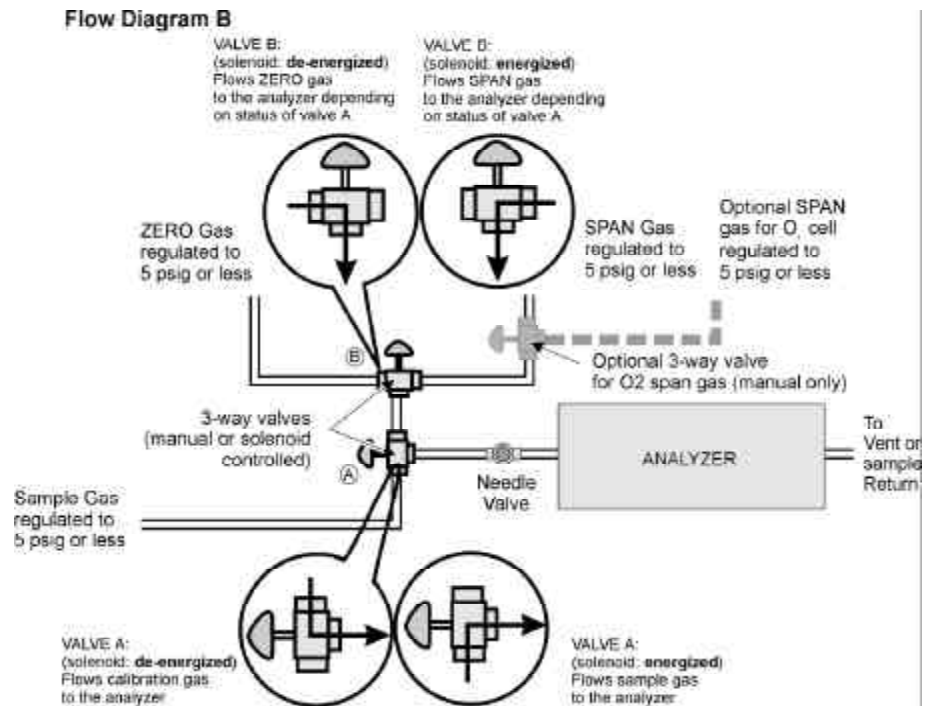 Flow Diagram B
VALVE B:
(solenoid: de-energized)
Flows ZERO gas
to the analyzer depending
on status of valve A
VALVE B:
(solenoid: energized)
Flows SPAN gas
to the analyzer depending
on status of valve A
ZERO Gas
regulated to
5 psig or less
SPAN Gas
regulated to
5 psig or less
Optional SPAN
gas for O, cell
regulated to
5 psig or less
B
Optional 3-way valve
for O2 span gas (manual only)
3-way valves
(manual or solenoid
controlled)
A
Needle
Valve
ANALYZER
To
Vent or
sample
Return
Sample Gas
regulated to
5 psig or less
VALVE A:
(solenoid: de-energized)
Flows calibration gas
to the analyzer
VALVE A:
(solenoid: energized)
Flows sample gas
to the analyzer